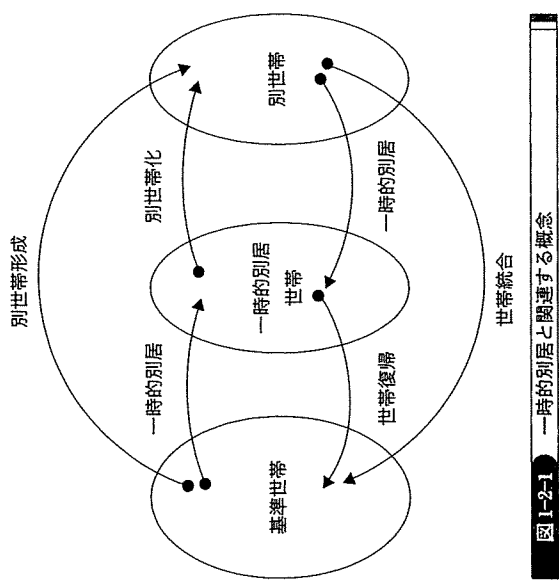 別世帯形成
一時的別居
別世帯化
基準世帯
一時的別居
世帯
別世帯
世帯復帰
一時的別居
世帯統合
図1-2-1 一時的別居と関連する概念